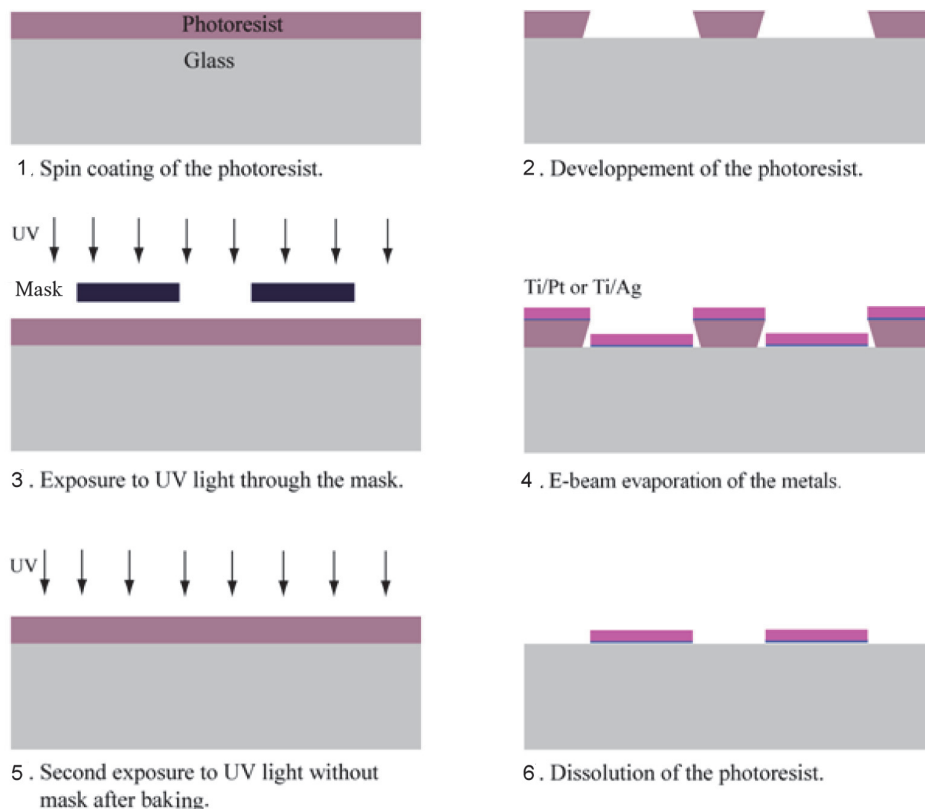 Photoresist
Glass
1. Spin coating of the photoresist.
2. Developpement of the photoresist.
UV
Mask
3. Exposure to UV light through the mask.
Ti/Pt or Ti/Ag
4. E-beam evaporation of the metals.
UV
5. Second exposure to UV light without
mask after baking.
6. Dissolution of the photoresist.